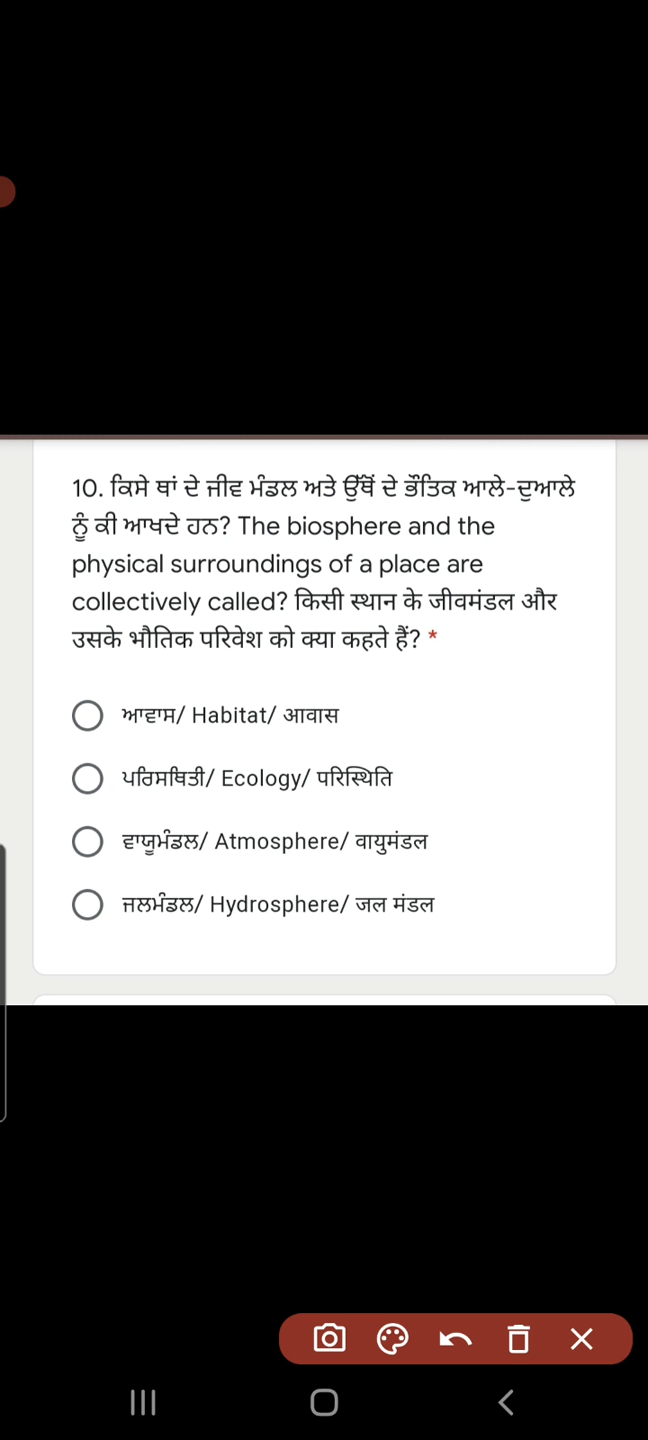 10. ਕਿਸੇ ਥਾਂ ਦੇ ਜੀਵ ਮੰਡਲ ਅਤੇ ਉੱਥੋਂ ਦੇ ਭੌਤਿਕ ਆਲੇ-ਦੁਆਲੇ
ਨੂੰ ਕੀ ਆਖਦੇ ਹਨ? The biosphere and the
physical surroundings of a place are
collectively called? किसी स्थान के जीवमंडल और
उसके भौतिक परिवेश को क्या कहते हैं? *
ਆਵਾਸ/ Habitat/ आवास
ਪਰਿਸਥਿਤੀ/ Ecology/ परिस्थिति
ਵਾਯੂਮੰਡਲ/ Atmosphere/ वायुमंडल
ਜਲਮੰਡਲ/ Hydrosphere/ जल मंडल